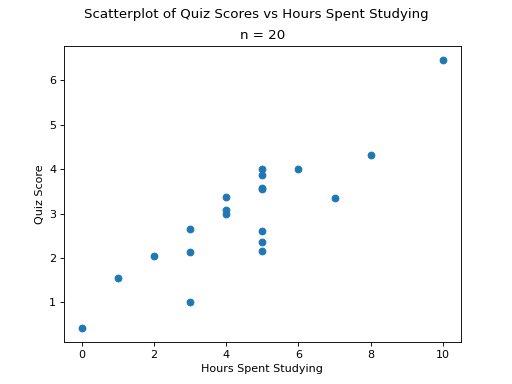 Scatterplot of Quiz Scores vs Hours Spent Studying
n = 20
6
5
4
3
2
1
Quiz Score
0 2 4 6 8 10
Hours Spent Studying